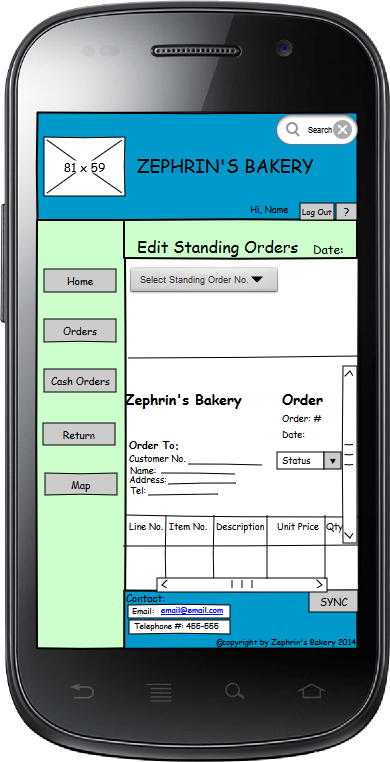 Search
81 x 59
ZEPHRIN'S BAKERY
Hi, Name
Log Out
?
Edit Standing Orders
Date:
Home
Orders
Cash Orders
Return
Map
Select Standing Order No.
Zephrin's Bakery
Order
Order: #
Date:
Order To:
Customer No.
Name:
Address:
Tel:
Status
Line No. Item No. Description Unit Price Qty
Contact:
Email: email@email.com
Telephone #: 455-555
SYNC
©copyright by Zephrin's Bakery 2014